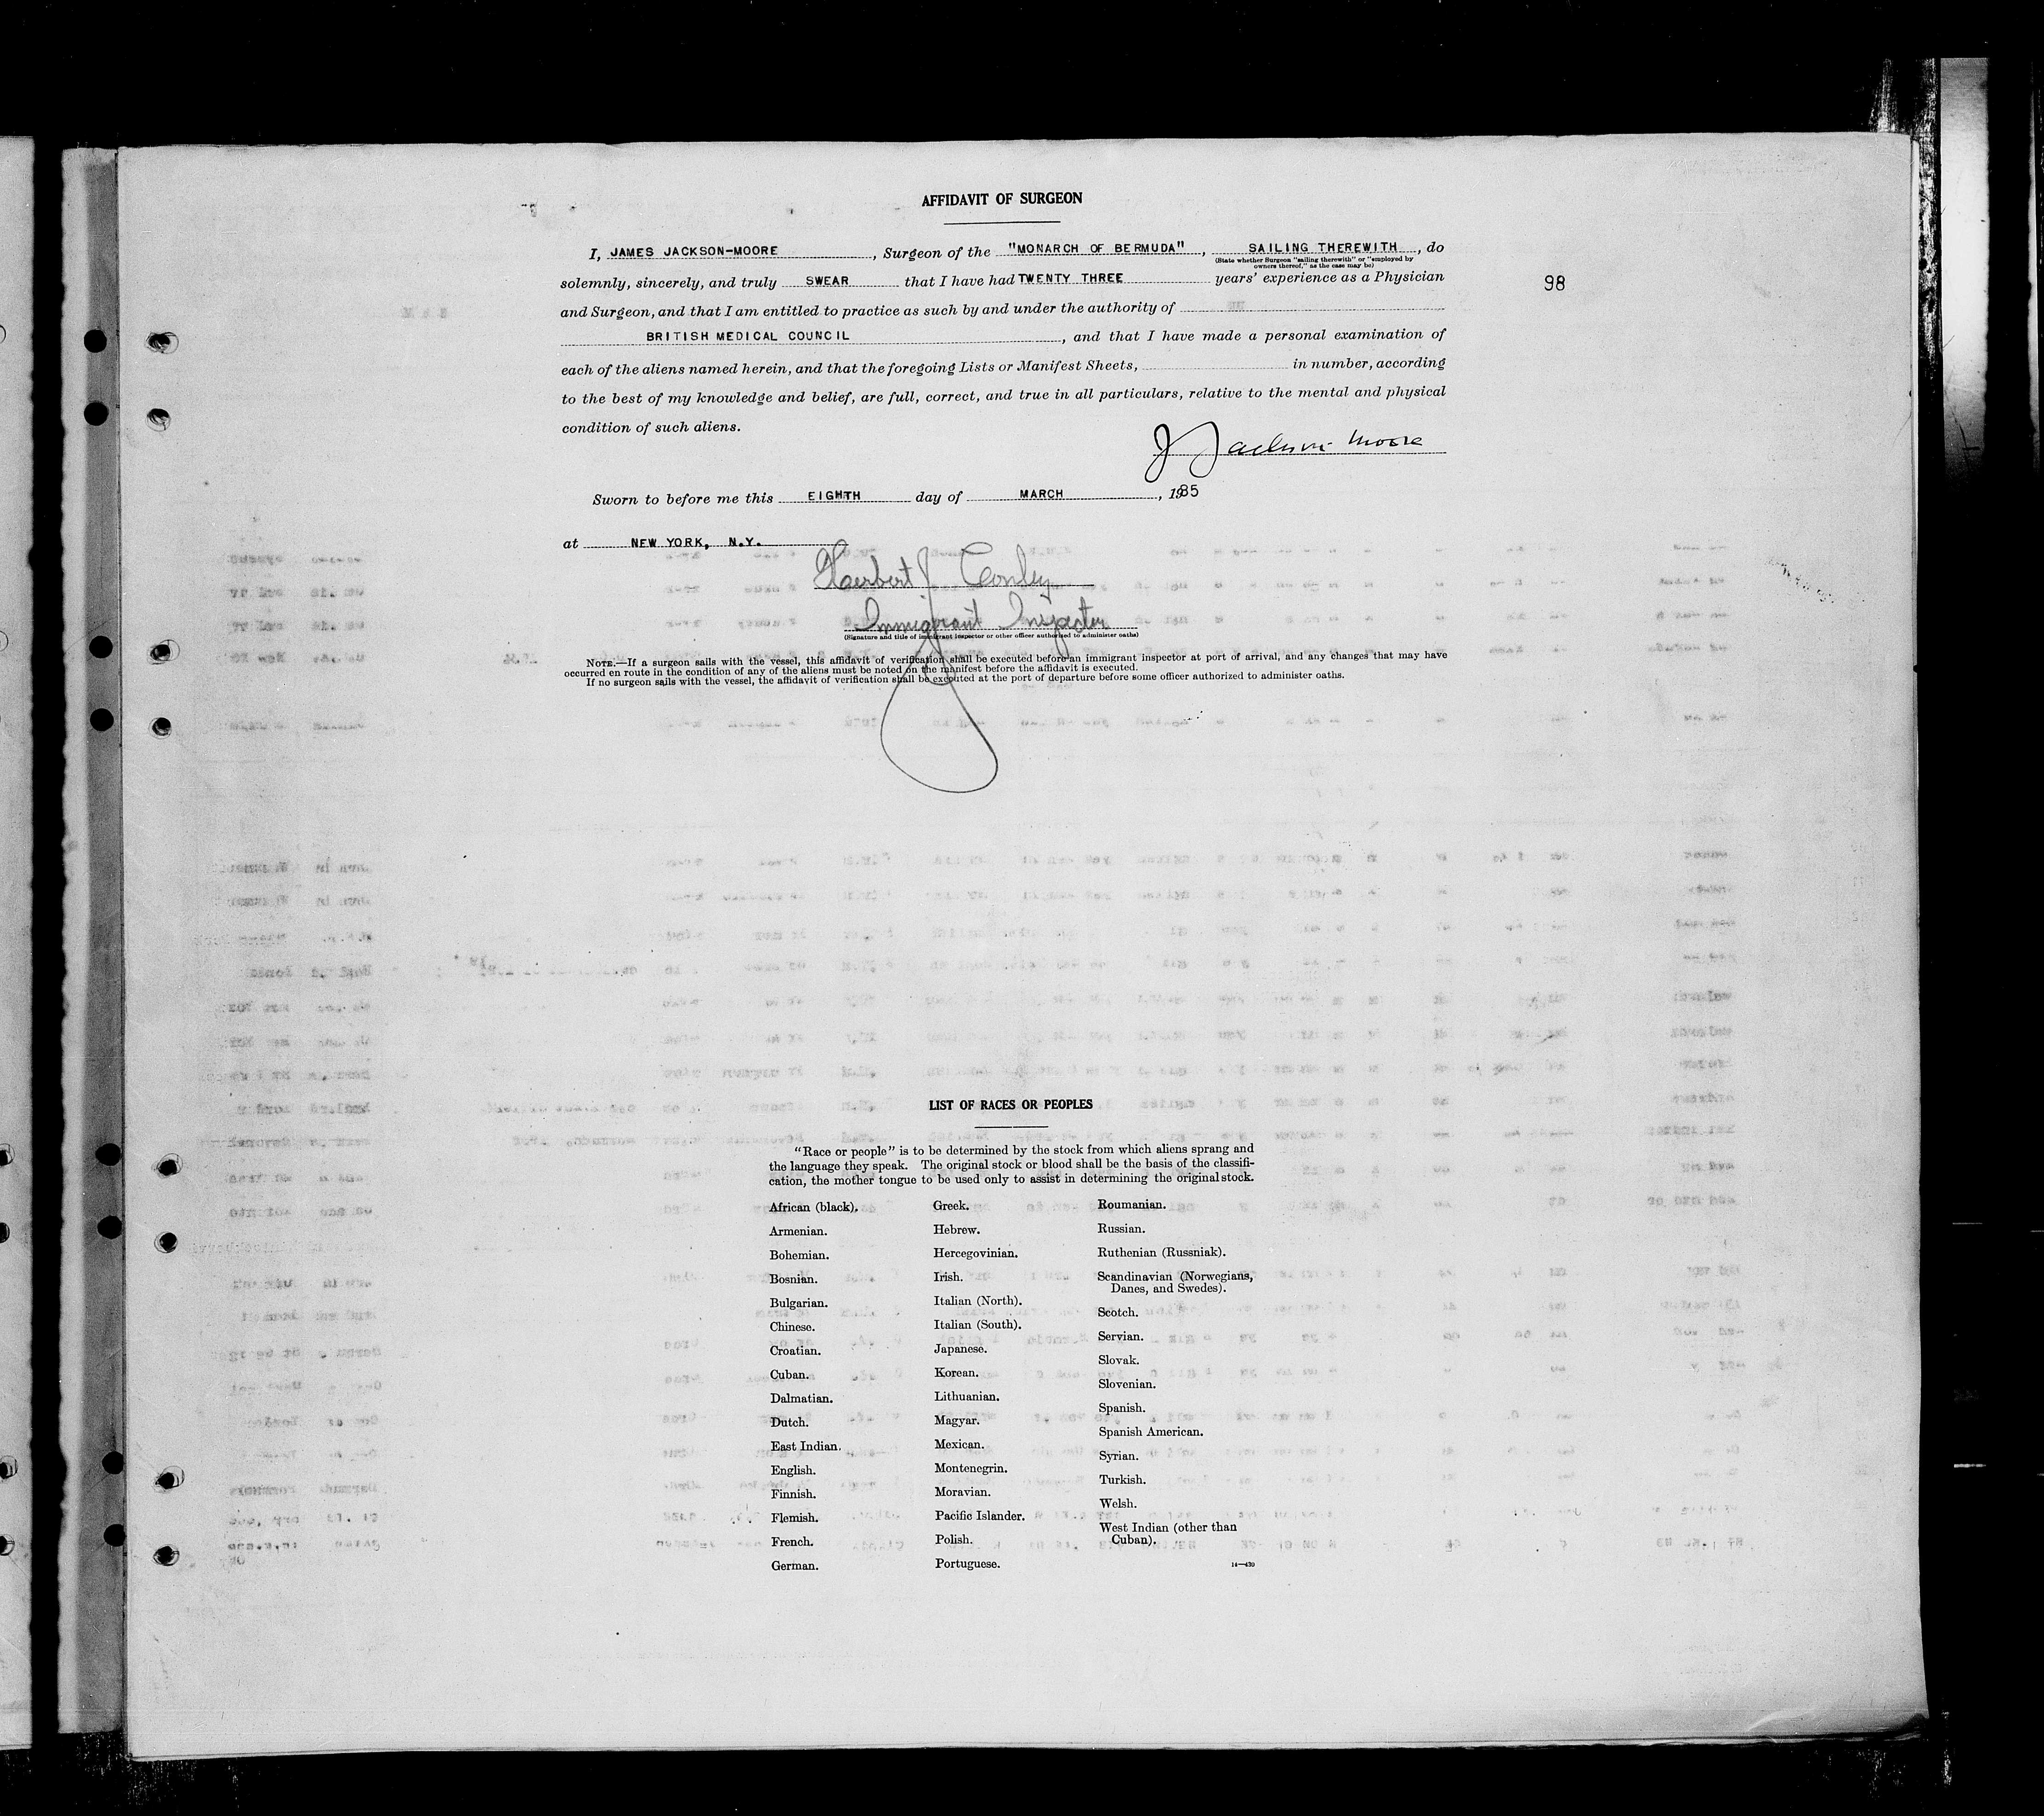 AFFIDAVIT OF SURGEON
I, JAMES JACKSON-MOORE, Surgeon of the "MONARCH OF BERMUDA", SAILING THEREWITH, do
(State whether Surgeon "sailing therewith" or "employed by
owners thereof," as the case may be)
solemnly, sincerely, and truly SWEAR that I have had TWENTY THREE years' experience as a Physician
98
and Surgeon, and that I am entitled to practice as such by and under the authority of
BRITISH MEDICAL COUNCIL, and that I have made a personal examination of
each of the aliens named herein, and that the foregoing Lists or Manifest Sheets, in number, according
to the best of my knowledge and belief, are full, correct, and true in all particulars, relative to the mental and physical
condition of such aliens.
J Jackson-Moore
Sworn to before me this EIGHTH day of MARCH, 1935
at NEW YORK, N.Y.
Herbert J Conley
Immigrant Inspector
(Signature and title of immigrant inspector or other officer authorized to administer oaths)
NOTE.—If a surgeon sails with the vessel, this affidavit of verification shall be executed before an immigrant inspector at port of arrival, and any changes that may have
occurred en route in the condition of any of the aliens must be noted on the manifest before the affidavit is executed.
If no surgeon sails with the vessel, the affidavit of verification shall be executed at the port of departure before some officer authorized to administer oaths.
LIST OF RACES OR PEOPLES
"Race or people" is to be determined by the stock from which aliens sprang and
the language they speak. The original stock or blood shall be the basis of the classifi-
cation, the mother tongue to be used only to assist in determining the original stock.
African (black).
Armenian.
Bohemian.
Bosnian.
Bulgarian.
Chinese.
Croatian.
Cuban.
Dalmatian.
Dutch.
East Indian.
English.
Finnish.
Flemish.
French.
German.
Greek.
Hebrew.
Hercegovinian.
Irish.
Italian (North).
Italian (South).
Japanese.
Korean.
Lithuanian.
Magyar.
Mexican.
Montenegrin.
Moravian.
Pacific Islander.
Polish.
Portuguese.
Roumanian.
Russian.
Ruthenian (Russniak).
Scandinavian (Norwegians,
Danes, and Swedes).
Scotch.
Servian.
Slovak.
Slovenian.
Spanish.
Spanish American.
Syrian.
Turkish.
Welsh.
West Indian (other than
Cuban).
14—430